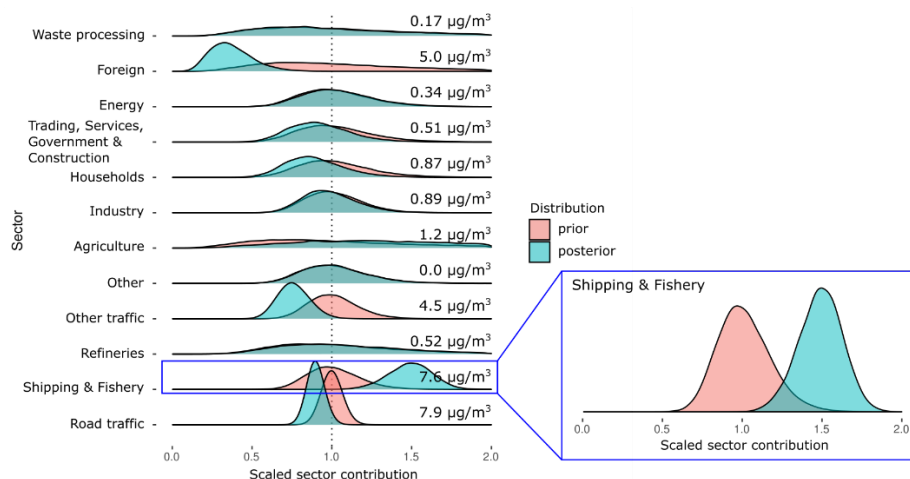 Waste processing
0.17 µg/m³
Foreign
5.0 µg/m³
Energy
0.34 µg/m³
Trading, Services,
Government &
Construction
0.51 µg/m³
Households
0.87 µg/m³
Industry
0.89 µg/m³
Agriculture
1.2 µg/m³
Other
0.0 µg/m³
Other traffic
4.5 µg/m³
Refineries
0.52 µg/m³
Shipping & Fishery
7.6 µg/m³
Road traffic
7.9 µg/m³
Sector
0.0 0.5 1.0 1.5 2.0
Scaled sector contribution
Distribution
prior
posterior
Shipping & Fishery
0.0 0.5 1.0 1.5 2.0
Scaled sector contribution